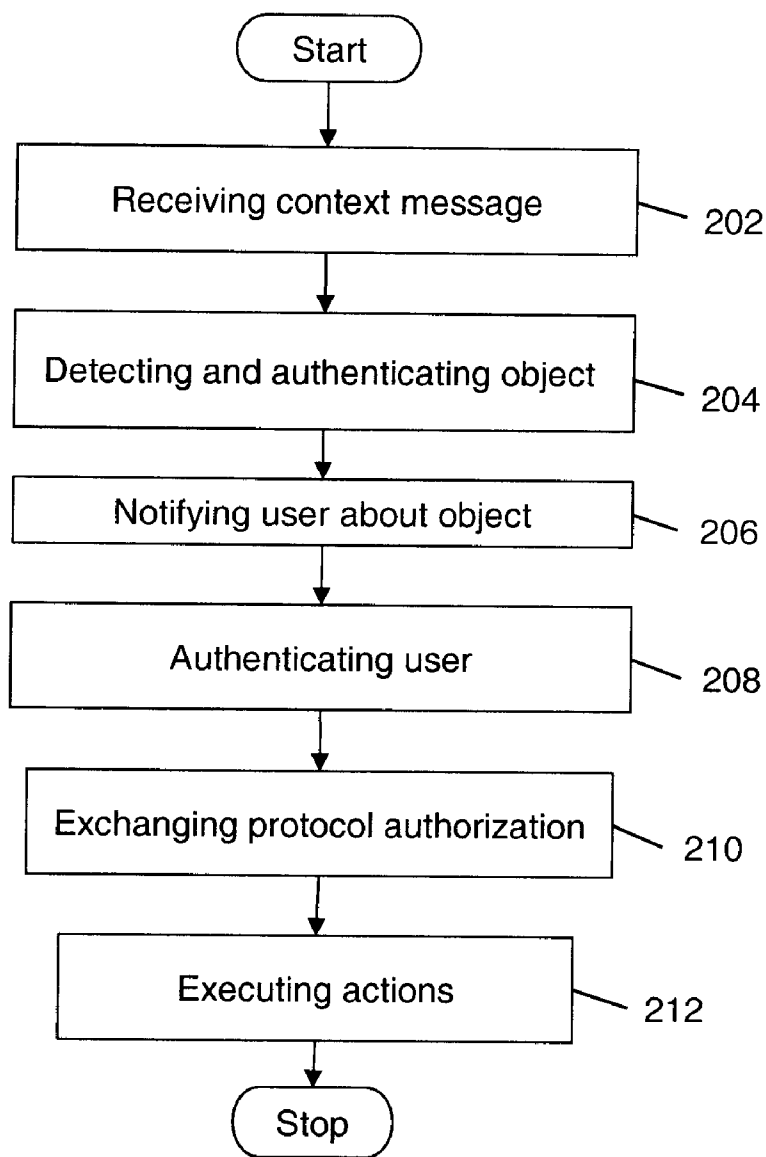 Start
Receiving context message
202
Detecting and authenticating object
204
Notifying user about object
206
Authenticating user
208
Exchanging protocol authorization
210
Executing actions
212
Stop